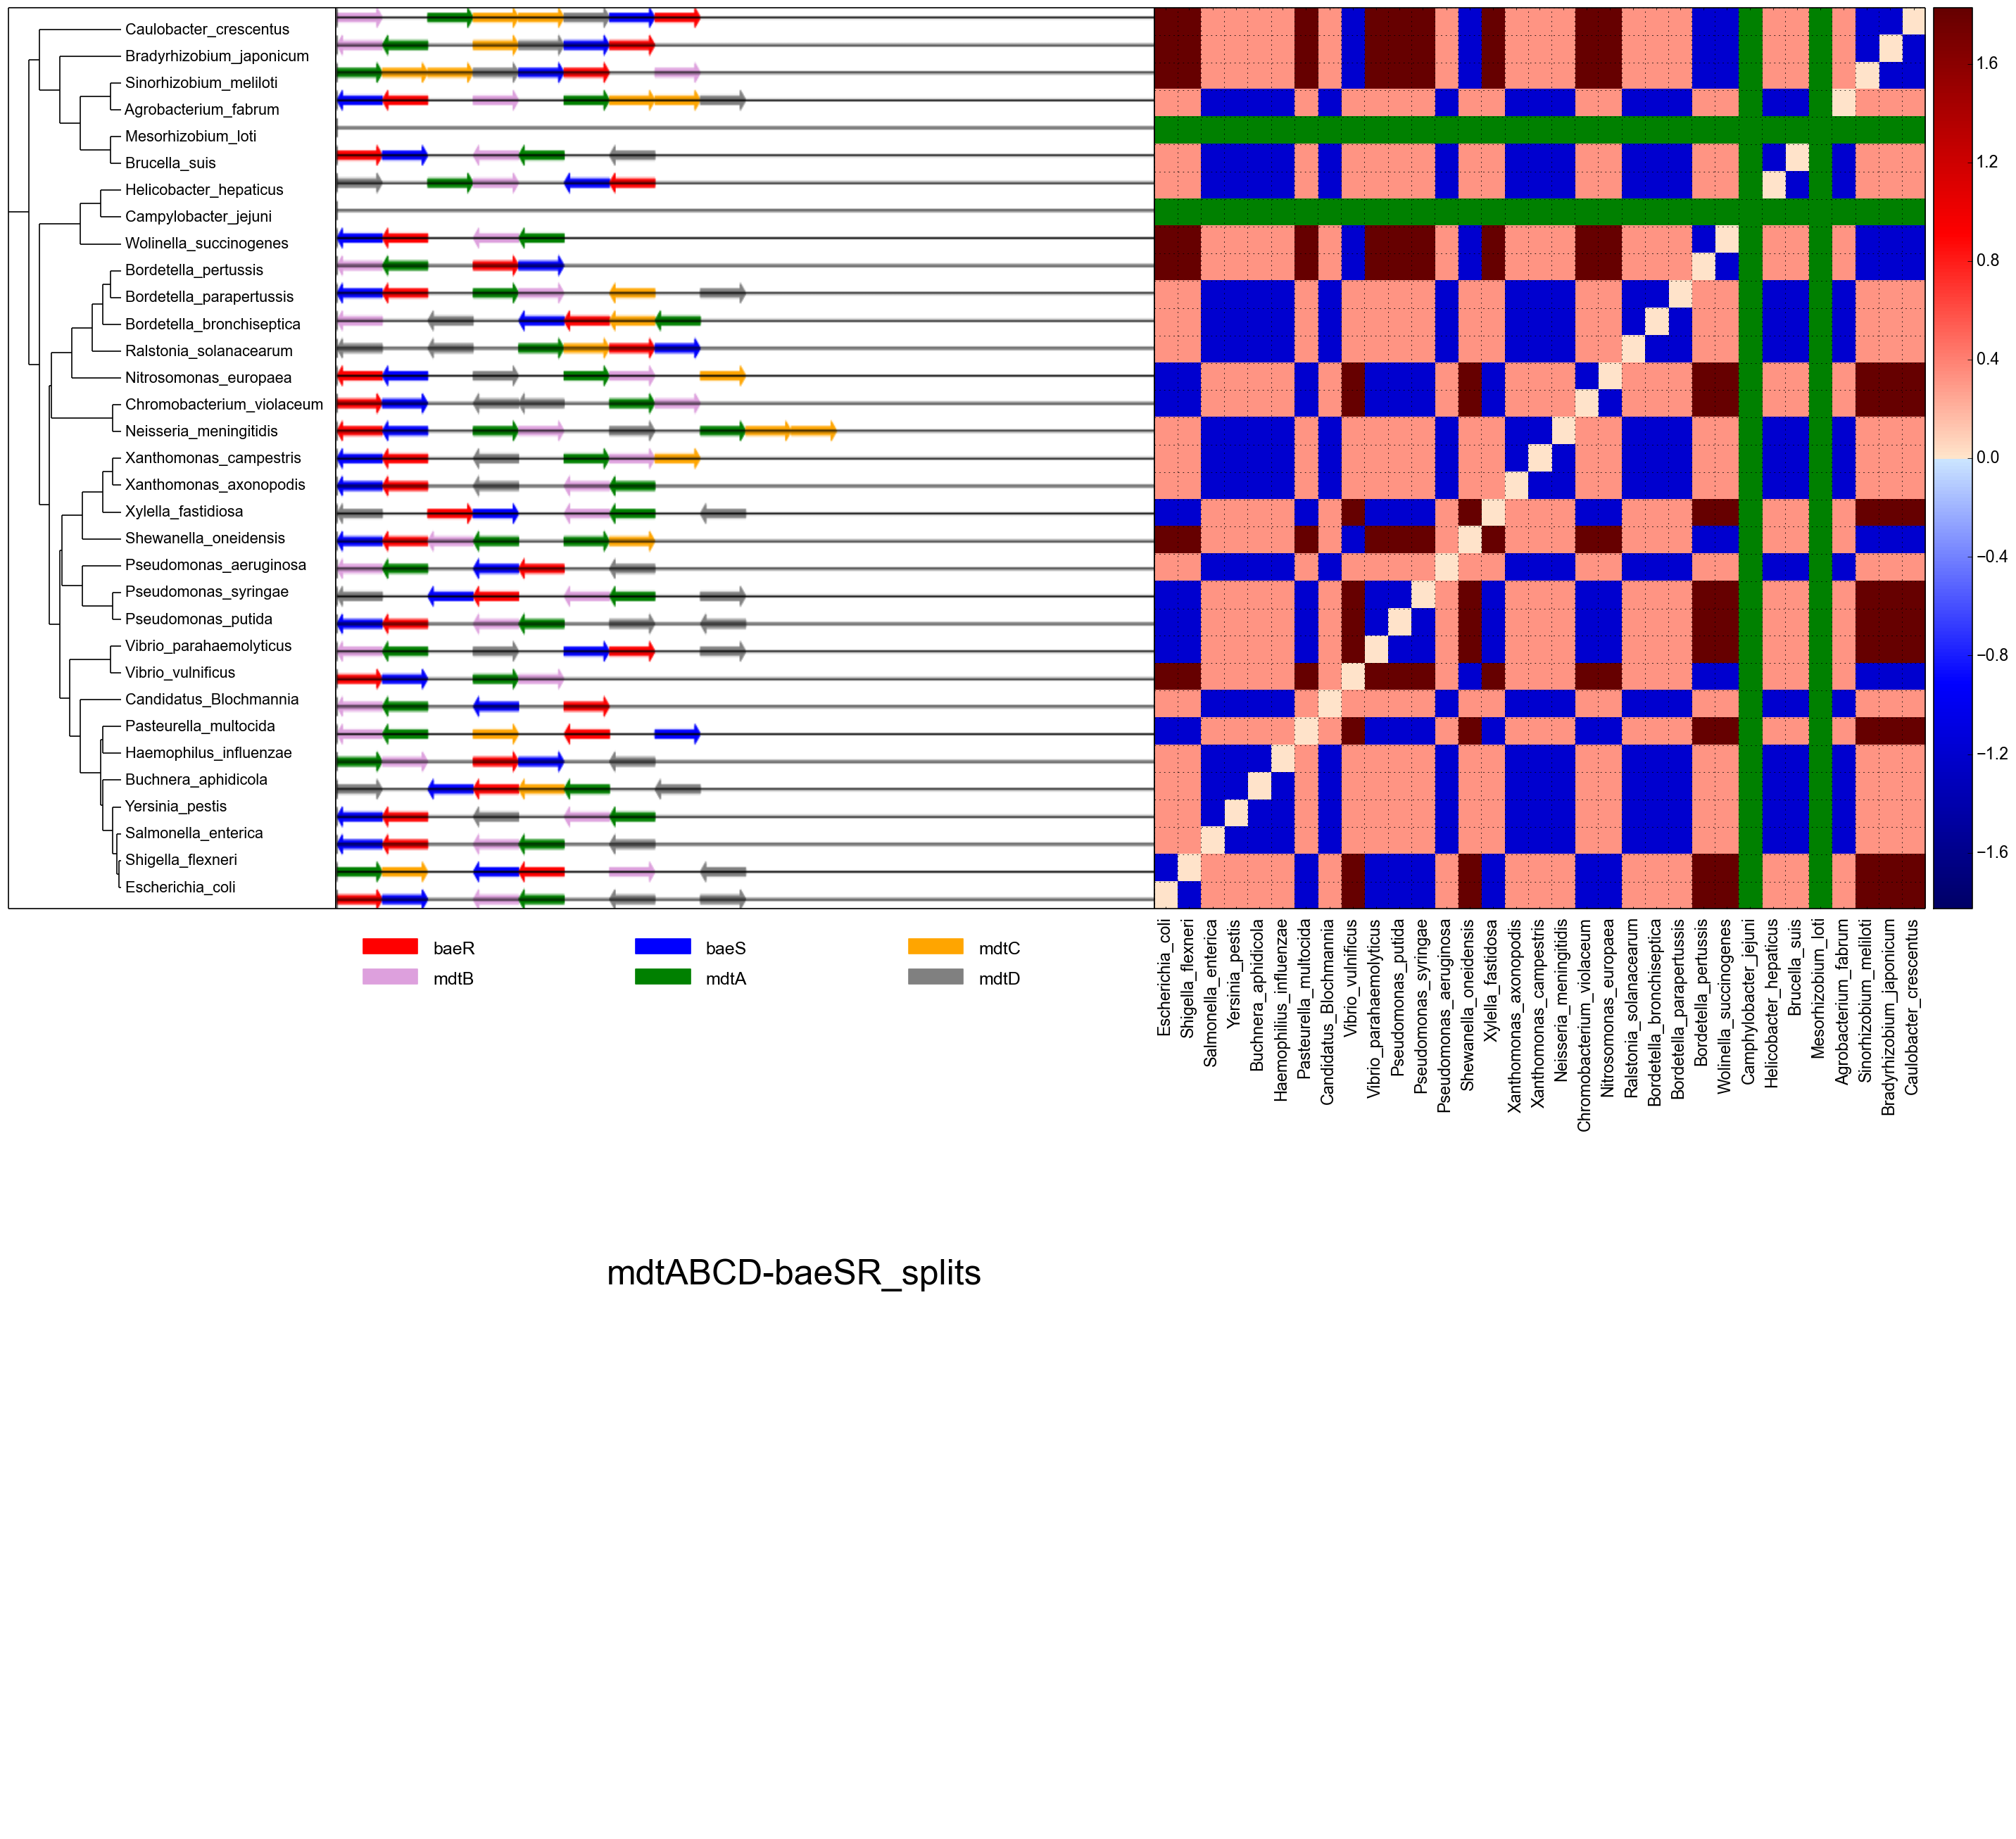 Caulobacter_crescentus
Bradyrhizobium_japonicum
Sinorhizobium_meliloti
Agrobacterium_fabrum
Mesorhizobium_loti
Brucella_suis
Helicobacter_hepaticus
Campylobacter_jejuni
Wolinella_succinogenes
Bordetella_pertussis
Bordetella_parapertussis
Bordetella_bronchiseptica
Ralstonia_solanacearum
Nitrosomonas_europaea
Chromobacterium_violaceum
Neisseria_meningitidis
Xanthomonas_campestris
Xanthomonas_axonopodis
Xylella_fastidiosa
Shewanella_oneidensis
Pseudomonas_aeruginosa
Pseudomonas_syringae
Pseudomonas_putida
Vibrio_parahaemolyticus
Vibrio_vulnificus
Candidatus_Blochmannia
Pasteurella_multocida
Haemophilus_influenzae
Buchnera_aphidicola
Yersinia_pestis
Salmonella_enterica
Shigella_flexneri
Escherichia_coli
1.6
1.2
0.8
0.4
0.0
−0.4
−0.8
−1.2
−1.6
Escherichia_coli
Shigella_flexneri
Salmonella_enterica
Yersinia_pestis
Buchnera_aphidicola
Haemophilus_influenzae
Pasteurella_multocida
Candidatus_Blochmannia
Vibrio_vulnificus
Vibrio_parahaemolyticus
Pseudomonas_putida
Pseudomonas_syringae
Pseudomonas_aeruginosa
Shewanella_oneidensis
Xylella_fastidosa
Xanthomonas_axonopodis
Xanthomonas_campestris
Neisseria_meningitidis
Chromobacterium_violaceum
Nitrosomonas_europaea
Ralstonia_solanacearum
Bordetella_bronchiseptica
Bordetella_parapertussis
Bordetella_pertussis
Wolinella_succinogenes
Camphylobacter_jejuni
Helicobacter_hepaticus
Brucella_suis
Mesorhizobium_loti
Agrobacterium_fabrum
Sinorhizobium_meliloti
Bradyrhizobium_japonicum
Caulobacter_crescentus
baeR baeS mdtC
mdtB mdtA mdtD
mdtABCD-baeSR_splits